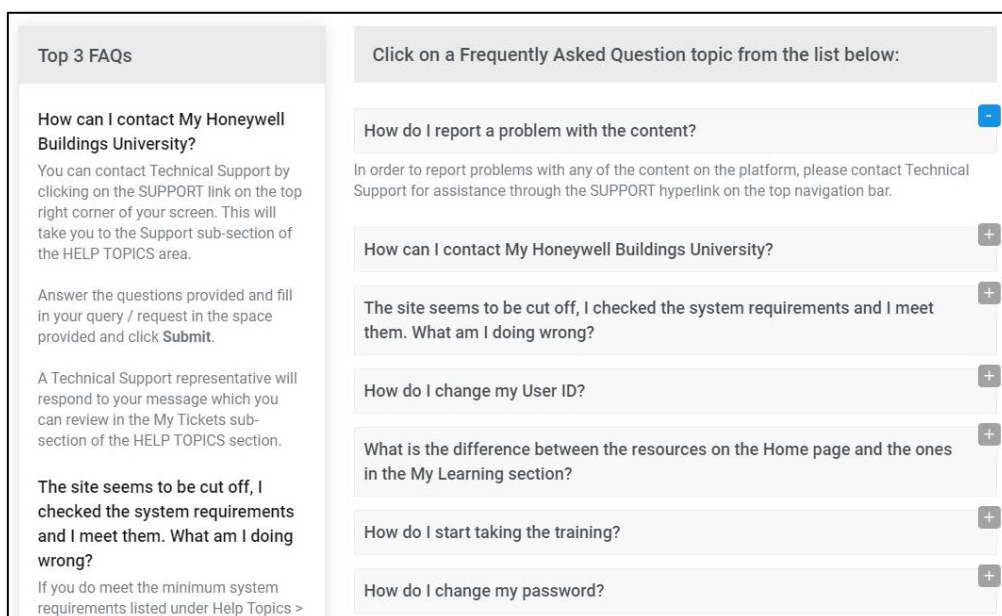 Top 3 FAQs
How can I contact My Honeywell
Buildings University?
You can contact Technical Support by
clicking on the SUPPORT link on the top
right corner of your screen. This will
take you to the Support sub-section of
the HELP TOPICS area.
Answer the questions provided and fill
in your query / request in the space
provided and click Submit.
A Technical Support representative will
respond to your message which you
can review in the My Tickets sub-
section of the HELP TOPICS section.
The site seems to be cut off, I
checked the system requirements
and I meet them. What am I doing
wrong?
If you do meet the minimum system
requirements listed under Help Topics >
Click on a Frequently Asked Question topic from the list below:
How do I report a problem with the content?
-
In order to report problems with any of the content on the platform, please contact Technical
Support for assistance through the SUPPORT hyperlink on the top navigation bar.
How can I contact My Honeywell Buildings University?
+
The site seems to be cut off, I checked the system requirements and I meet
them. What am I doing wrong?
+
How do I change my User ID?
+
What is the difference between the resources on the Home page and the ones
in the My Learning section?
+
How do I start taking the training?
+
How do I change my password?
+